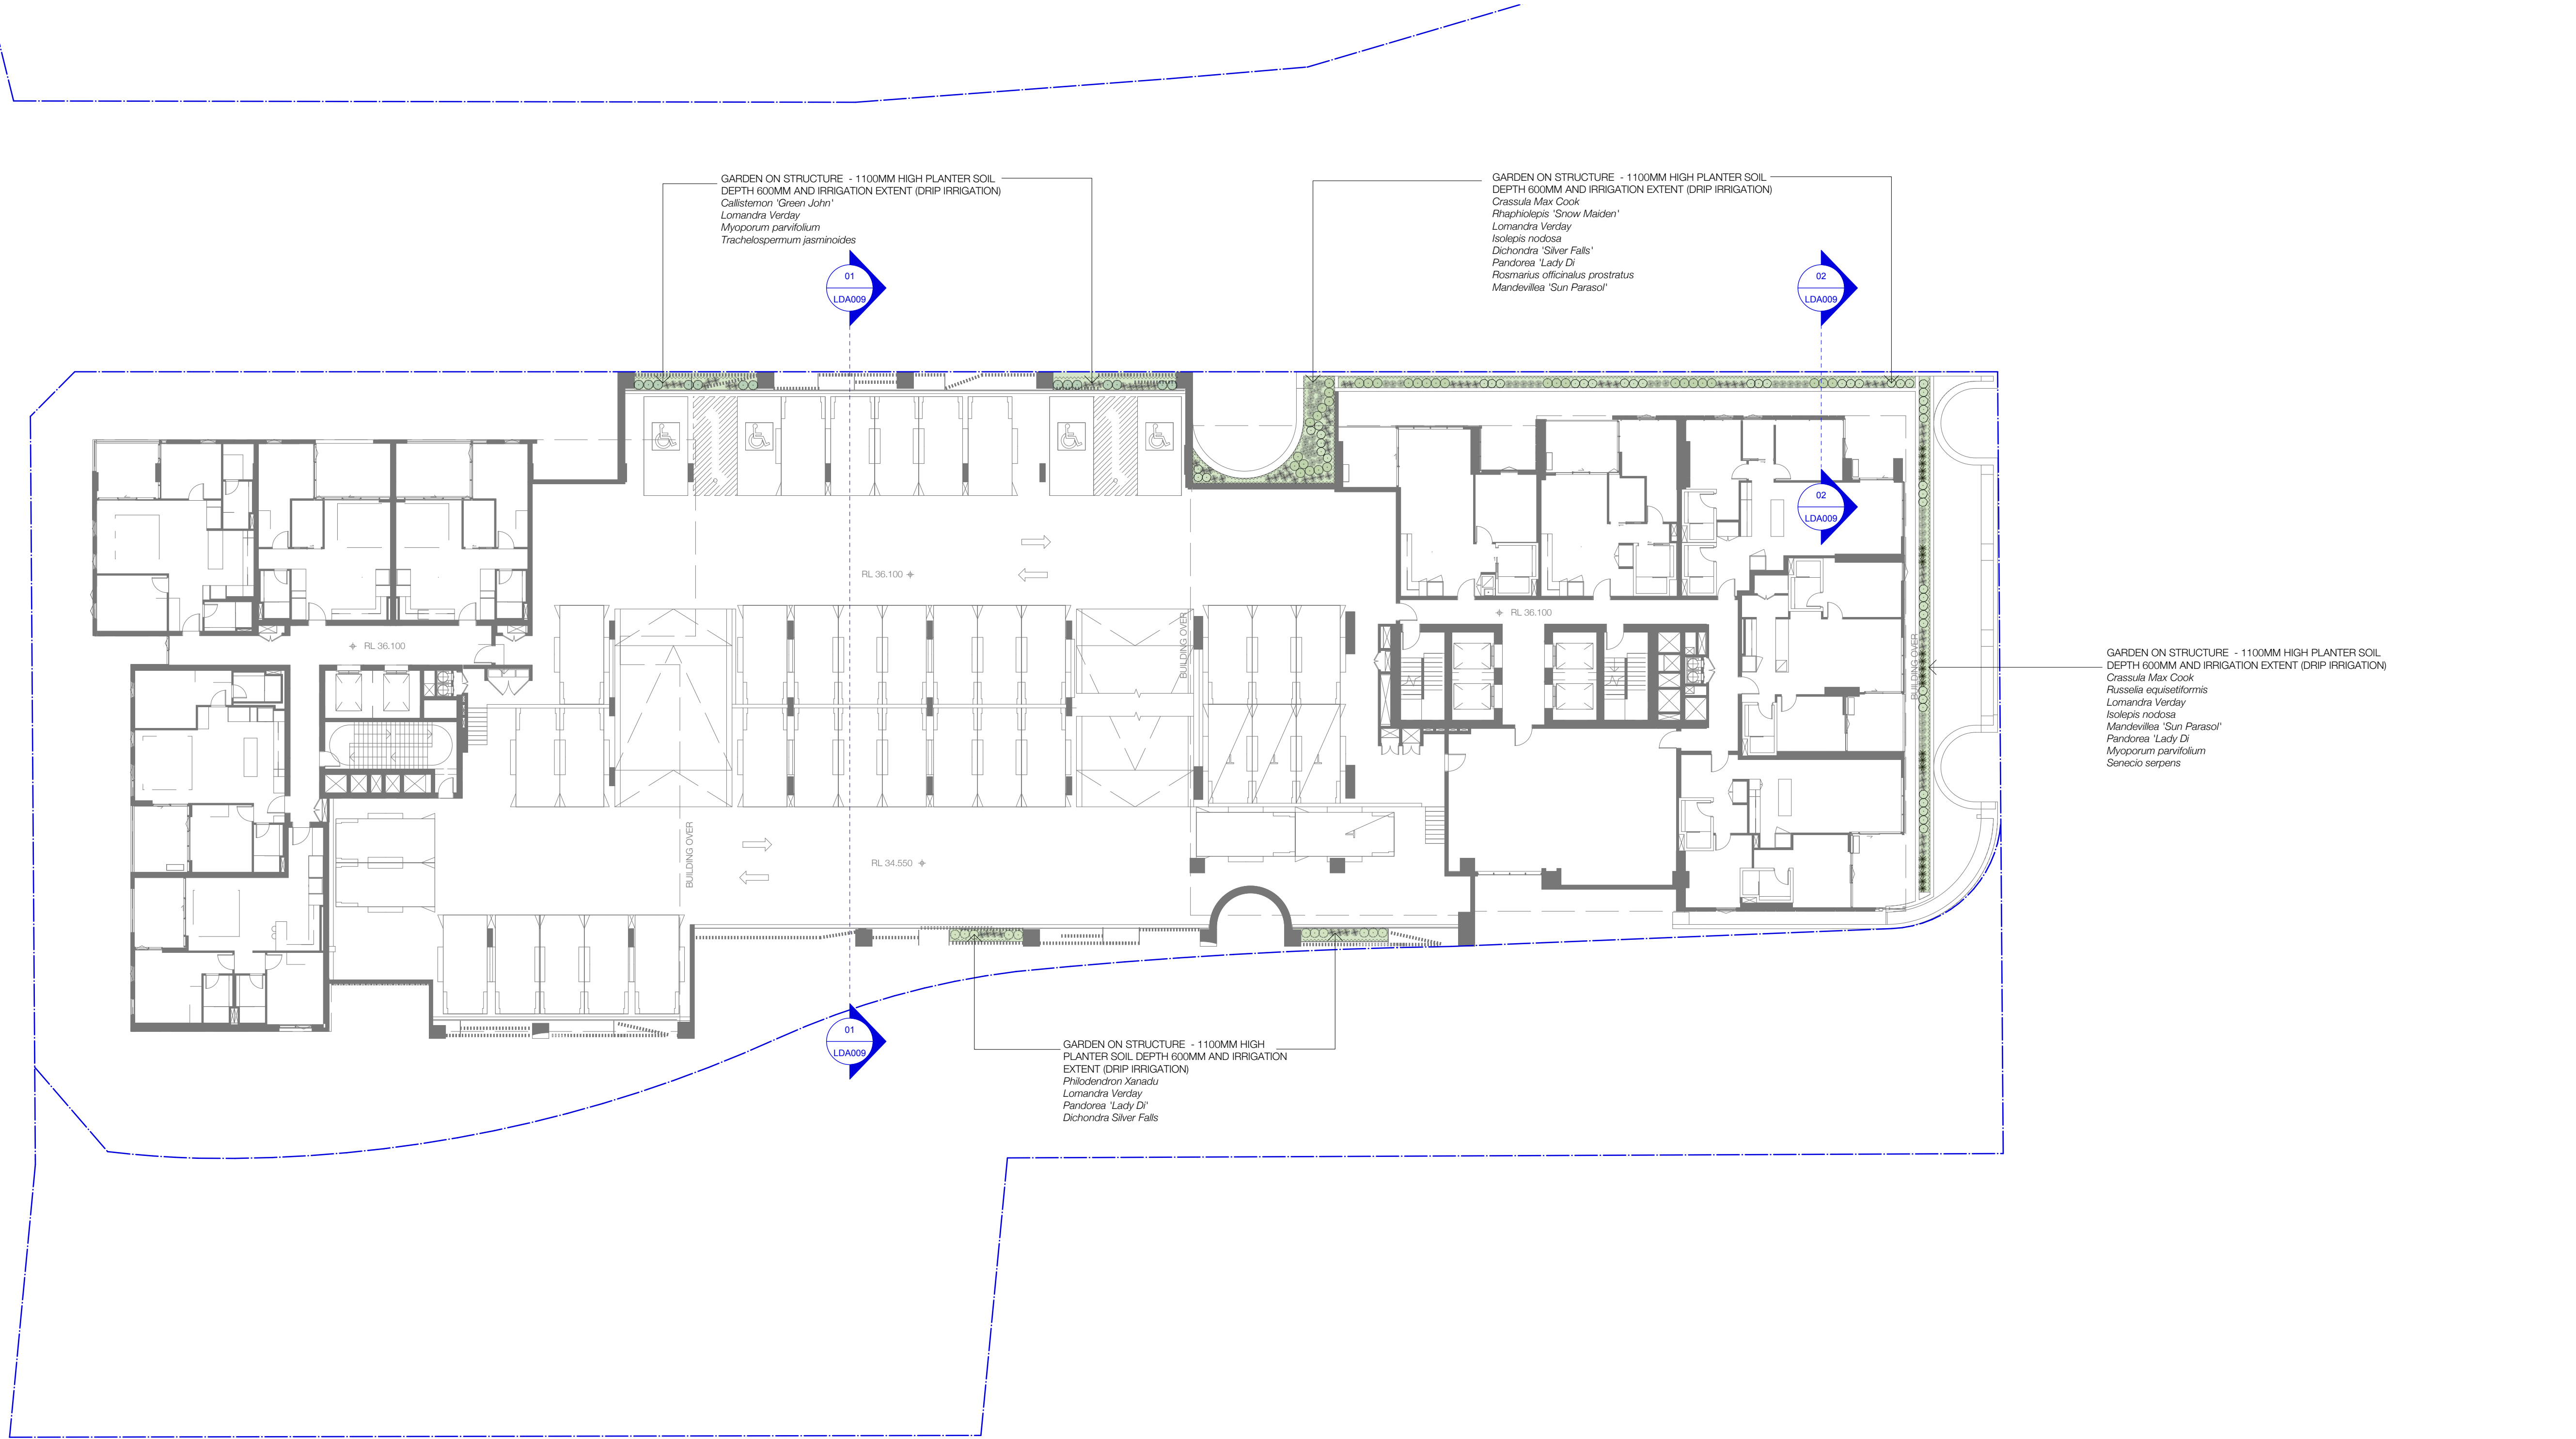 GARDEN ON STRUCTURE - 1100MM HIGH PLANTER SOIL
DEPTH 600MM AND IRRIGATION EXTENT (DRIP IRRIGATION)
Callistemon 'Green John'
Lomandra Verday
Myoporum parvifolium
Trachelospermum jasminoides
GARDEN ON STRUCTURE - 1100MM HIGH PLANTER SOIL
DEPTH 600MM AND IRRIGATION EXTENT (DRIP IRRIGATION)
Crassula Max Cook
Rhaphiolepis 'Snow Maiden'
Lomandra Verday
Isolepis nodosa
Dichondra 'Silver Falls'
Pandorea 'Lady Di
Rosmarius officinalus prostratus
Mandevillea 'Sun Parasol'
01
LDA009
02
LDA009
02
LDA009
RL 36.100
RL 36.100
RL 36.100
BUILDING OVER
BUILDING OVER
GARDEN ON STRUCTURE - 1100MM HIGH PLANTER SOIL
DEPTH 600MM AND IRRIGATION EXTENT (DRIP IRRIGATION)
Crassula Max Cook
Russelia equisetiformis
Lomandra Verday
Isolepis nodosa
Mandevillea 'Sun Parasol'
Pandorea 'Lady Di
Myoporum parvifolium
Senecio serpens
BUILDING OVER
RL 34.550
01
LDA009
GARDEN ON STRUCTURE - 1100MM HIGH
PLANTER SOIL DEPTH 600MM AND IRRIGATION
EXTENT (DRIP IRRIGATION)
Philodendron Xanadu
Lomandra Verday
Pandorea 'Lady Di'
Dichondra Silver Falls